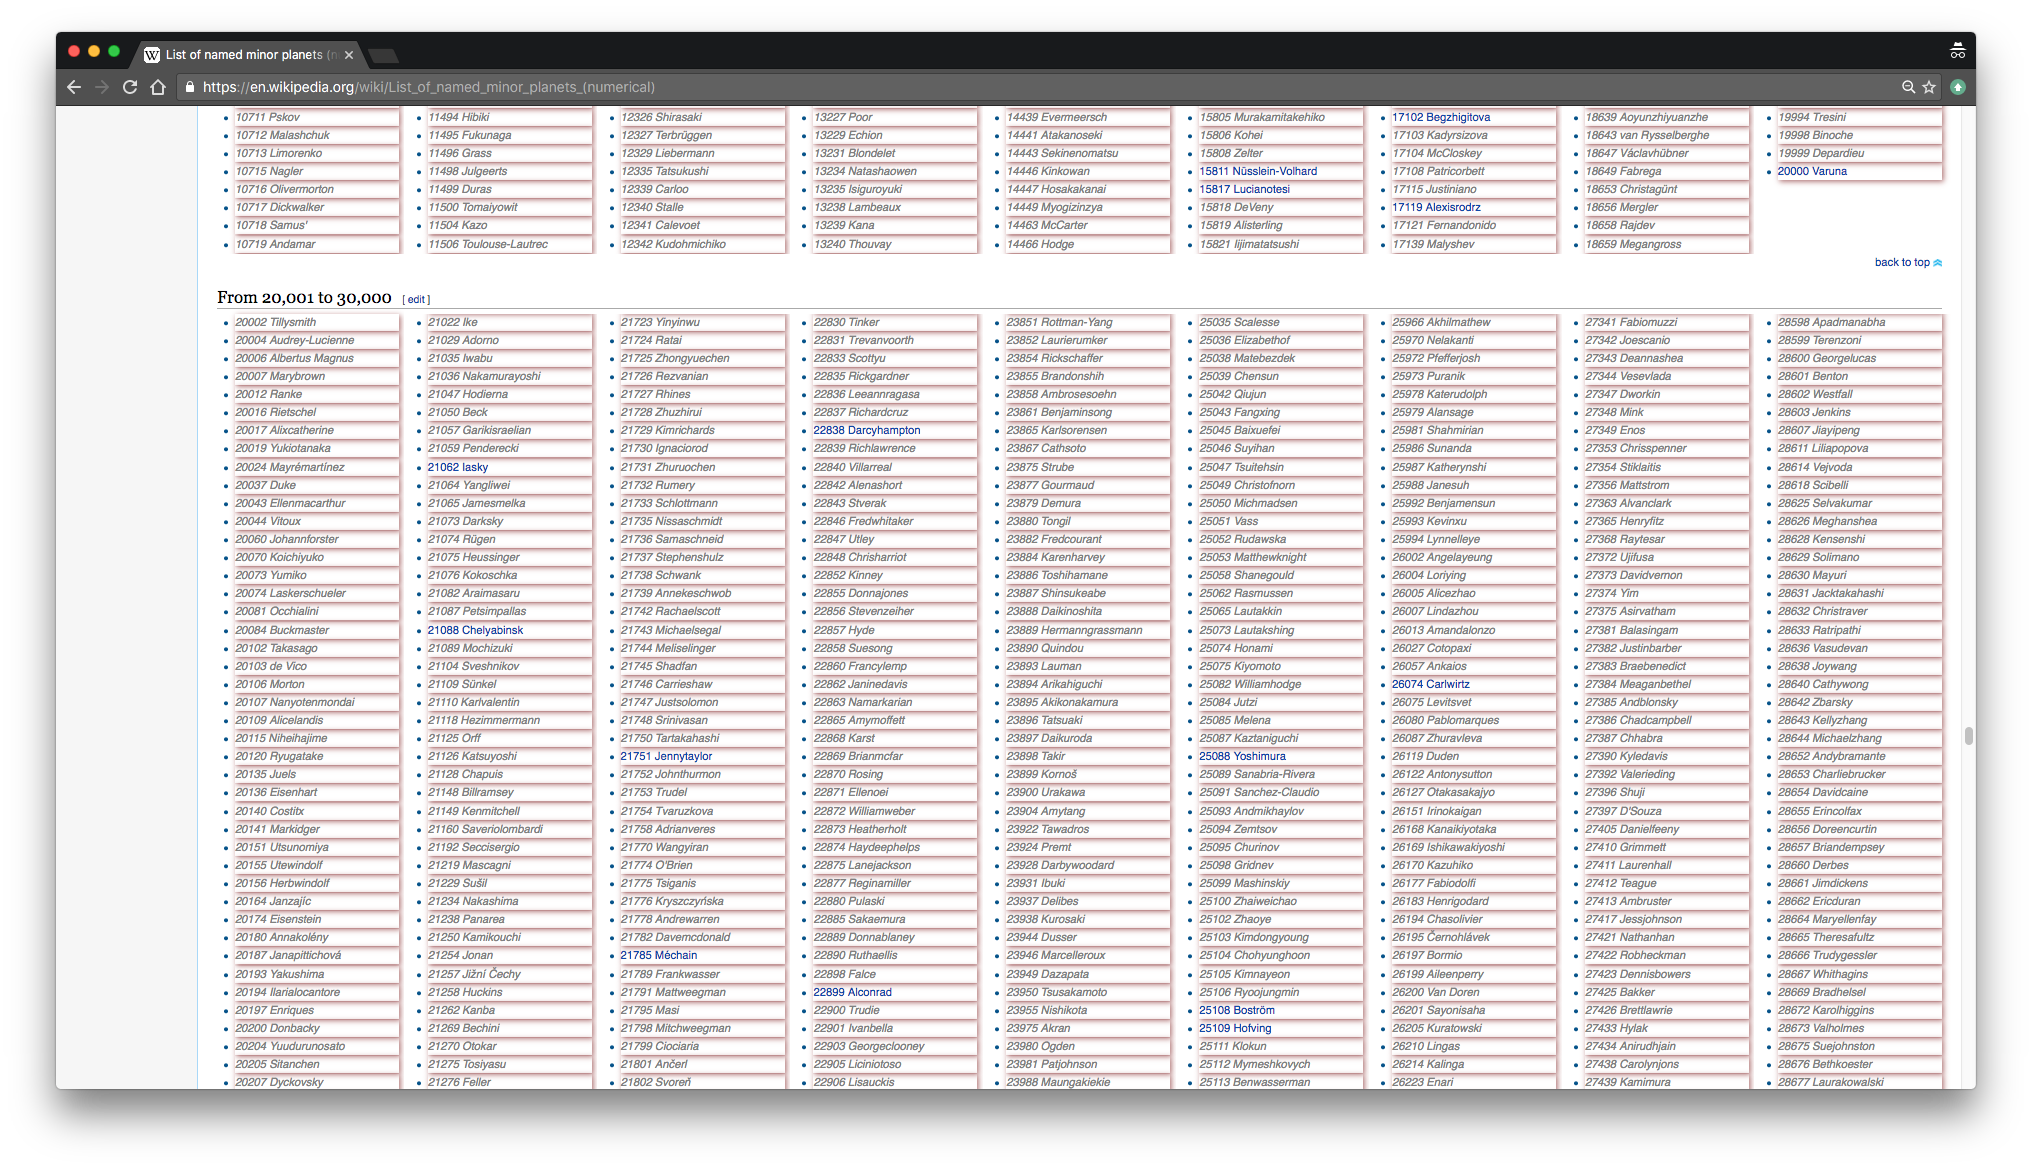 List of named minor planets (n
https://en.wikipedia.org/wiki/List_of_named_minor_planets_(numerical)
10711 Pskov
10712 Malashchuk
10713 Limorenko
10715 Nagler
10716 Olivermorton
10717 Dickwalker
10718 Samus'
10719 Andamar
11494 Hibiki
11495 Fukunaga
11496 Grass
11498 Julgeerts
11499 Duras
11500 Tomaiyowit
11504 Kazo
11506 Toulouse-Lautrec
12326 Shirasaki
12327 Terbrüggen
12329 Liebermann
12335 Tatsukushi
12339 Carloo
12340 Stalle
12341 Calevoet
12342 Kudohmichiko
13227 Poor
13229 Echion
13231 Blondelet
13234 Natashaowen
13235 Isiguroyuki
13238 Lambeaux
13239 Kana
13240 Thouvay
14439 Evermeersch
14441 Atakanoseki
14443 Sekinenomatsu
14446 Kinkowan
14447 Hosakakanai
14449 Myogizinzya
14463 McCarter
14466 Hodge
15805 Murakamitakehiko
15806 Kohei
15808 Zelter
15811 Nüsslein-Volhard
15817 Lucianotesi
15818 DeVeny
15819 Alisterling
15821 Iijimatatsushi
17102 Begzhigitova
17103 Kadyrsizova
17104 McCloskey
17108 Patricorbett
17115 Justiniano
17119 Alexisrodrz
17121 Fernandonido
17139 Malyshev
18639 Aoyunzhiyuanzhe
18643 van Rysselberghe
18647 Václavhübner
18649 Fabrega
18653 Christagünt
18656 Mergler
18658 Rajdev
18659 Megangross
19994 Tresini
19998 Binoche
19999 Depardieu
20000 Varuna
back to top
From 20,001 to 30,000 [ edit ]
20002 Tillysmith
20004 Audrey-Lucienne
20006 Albertus Magnus
20007 Marybrown
20012 Ranke
20016 Rietschel
20017 Alixcatherine
20019 Yukiotanaka
20024 Mayrémartínez
20037 Duke
20043 Ellenmacarthur
20044 Vitoux
20060 Johannforster
20070 Koichiyuko
20073 Yumiko
20074 Laskerschueler
20081 Occhialini
20084 Buckmaster
20102 Takasago
20103 de Vico
20106 Morton
20107 Nanyotenmondai
20109 Alicelandis
20115 Niheihajime
20120 Ryugatake
20135 Juels
20136 Eisenhart
20140 Costitx
20141 Markidger
20151 Utsunomiya
20155 Utewindolf
20156 Herbwindolf
20164 Janzajíc
20174 Eisenstein
20180 Annakolény
20187 Janapittichová
20193 Yakushima
20194 Ilarialocantore
20197 Enriques
20200 Donbacky
20204 Yuudurunosato
20205 Sitanchen
20207 Dyckovsky
21022 Ike
21029 Adorno
21035 Iwabu
21036 Nakamurayoshi
21047 Hodierna
21050 Beck
21057 Garikisraelian
21059 Penderecki
21062 Iasky
21064 Yangliwei
21065 Jamesmelka
21073 Darksky
21074 Rügen
21075 Heussinger
21076 Kokoschka
21082 Araimasaru
21087 Petsimpallas
21088 Chelyabinsk
21089 Mochizuki
21104 Sveshnikov
21109 Sünkel
21110 Karlvalentin
21118 Hezimmermann
21125 Orff
21126 Katsuyoshi
21128 Chapuis
21148 Billramsey
21149 Kenmitchell
21160 Saveriolombardi
21192 Seccisergio
21219 Mascagni
21229 Sušil
21234 Nakashima
21238 Panarea
21250 Kamikouchi
21254 Jonan
21257 Jižní Čechy
21258 Huckins
21262 Kanba
21269 Bechini
21270 Otokar
21275 Tosiyasu
21276 Feller
21723 Yinyinwu
21724 Ratai
21725 Zhongyuechen
21726 Rezvanian
21727 Rhines
21728 Zhuzhirui
21729 Kimrichards
21730 Ignaciorod
21731 Zhuruochen
21732 Rumery
21733 Schlottmann
21735 Nissaschmidt
21736 Samaschneid
21737 Stephenshulz
21738 Schwank
21739 Annekeschwob
21742 Rachaelscott
21743 Michaelsegal
21744 Meliselinger
21745 Shadfan
21746 Carrieshaw
21747 Justsolomon
21748 Srinivasan
21750 Tartakahashi
21751 Jennytaylor
21752 Johnthurmon
21753 Trudel
21754 Tvaruzkova
21758 Adrianveres
21770 Wangyiran
21774 O'Brien
21775 Tsiganis
21776 Kryszczyńska
21778 Andrewarren
21782 Davemcdonald
21785 Méchain
21789 Frankwasser
21791 Mattweegman
21795 Masi
21798 Mitchweegman
21799 Ciociaria
21801 Ančerl
21802 Svoreň
22830 Tinker
22831 Trevanvoorth
22833 Scottyu
22835 Rickgardner
22836 Leeannragasa
22837 Richardcruz
22838 Darcyhampton
22839 Richlawrence
22840 Villarreal
22842 Alenashort
22843 Stverak
22846 Fredwhitaker
22847 Utley
22848 Chrisharriot
22852 Kinney
22855 Donnajones
22856 Stevenzeiher
22857 Hyde
22858 Suesong
22860 Francylemp
22862 Janinedavis
22863 Namarkarian
22865 Amymoffett
22868 Karst
22869 Brianmcfar
22870 Rosing
22871 Ellenoei
22872 Williamweber
22873 Heatherholt
22874 Haydeephelps
22875 Lanejackson
22877 Reginamiller
22880 Pulaski
22885 Sakaemura
22889 Donnablaney
22890 Ruthaellis
22898 Falce
22899 Alconrad
22900 Trudie
22901 Ivanbella
22903 Georgeclooney
22905 Liciniotoso
22906 Lisauckis
23851 Rottman-Yang
23852 Laurierumker
23854 Rickschaffer
23855 Brandonshih
23858 Ambrosesoehn
23861 Benjaminsong
23865 Karlsorensen
23867 Cathsoto
23875 Strube
23877 Gourmaud
23879 Demura
23880 Tongil
23882 Fredcourant
23884 Karenharvey
23886 Toshihamane
23887 Shinsukeabe
23888 Daikinoshita
23889 Hermanngrassmann
23890 Quindou
23893 Lauman
23894 Arikahiguchi
23895 Akikonakamura
23896 Tatsuaki
23897 Daikuroda
23898 Takir
23899 Kornoš
23900 Urakawa
23904 Amytang
23922 Tawadros
23924 Premt
23928 Darbywoodard
23931 Ibuki
23937 Delibes
23938 Kurosaki
23944 Dusser
23946 Marcelleroux
23949 Dazapata
23950 Tsusakamoto
23955 Nishikota
23975 Akran
23980 Ogden
23981 Patjohnson
23988 Maungakiekie
25035 Scalesse
25036 Elizabethof
25038 Matebezdek
25039 Chensun
25042 Qiujun
25043 Fangxing
25045 Baixuefei
25046 Suyihan
25047 Tsuitehsin
25049 Christofnorn
25050 Michmadsen
25051 Vass
25052 Rudawska
25053 Matthewknight
25058 Shanegould
25062 Rasmussen
25065 Lautakkin
25073 Lautakshing
25074 Honami
25075 Kiyomoto
25082 Williamhodge
25084 Jutzi
25085 Melena
25087 Kaztaniguchi
25088 Yoshimura
25089 Sanabria-Rivera
25091 Sanchez-Claudio
25093 Andmikhaylov
25094 Zemtsov
25095 Churinov
25098 Gridnev
25099 Mashinskiy
25100 Zhaiweichao
25102 Zhaoye
25103 Kimdongyoung
25104 Chohyunghoon
25105 Kimnayeon
25106 Ryoojungmin
25108 Boström
25109 Hofving
25111 Klokun
25112 Mymeshkovych
25113 Benwasserman
25966 Akhilmathew
25970 Nelakanti
25972 Pfefferjosh
25973 Puranik
25978 Katerudolph
25979 Alansage
25981 Shahmirian
25986 Sunanda
25987 Katherynshi
25988 Janesuh
25992 Benjamensun
25993 Kevinxu
25994 Lynnelleye
26002 Angelayeung
26004 Loriying
26005 Alicezhao
26007 Lindazhou
26013 Amandalonzo
26027 Cotopaxi
26057 Ankaios
26074 Carlwirtz
26075 Levitsvet
26080 Pablomarques
26087 Zhuravleva
26119 Duden
26122 Antonysutton
26127 Otakasakajyo
26151 Irinokaigan
26168 Kanaikiyotaka
26169 Ishikawakiyoshi
26170 Kazuhiko
26177 Fabiodolfi
26183 Henrigodard
26194 Chasolivier
26195 Černohlávek
26197 Bormio
26199 Aileenperry
26200 Van Doren
26201 Sayonisaha
26205 Kuratowski
26210 Lingas
26214 Kalinga
26223 Enari
27341 Fabiomuzzi
27342 Joescanio
27343 Deannashea
27344 Vesevlada
27347 Dworkin
27348 Mink
27349 Enos
27353 Chrisspenner
27354 Stiklaitis
27356 Mattstrom
27363 Alvanclark
27365 Henryfitz
27368 Raytesar
27372 Ujifusa
27373 Davidvernon
27374 Yim
27375 Asirvatham
27381 Balasingam
27382 Justinbarber
27383 Braebenedict
27384 Meaganbethel
27385 Andblonsky
27386 Chadcampbell
27387 Chhabra
27390 Kyledavis
27392 Valerieding
27396 Shuji
27397 D'Souza
27405 Danielfeeny
27410 Grimmett
27411 Laurenhall
27412 Teague
27413 Ambruster
27417 Jessjohnson
27421 Nathanhan
27422 Robheckman
27423 Dennisbowers
27425 Bakker
27426 Brettlawrie
27433 Hylak
27434 Anirudhjain
27438 Carolynjons
27439 Kamimura
28598 Apadmanabha
28599 Terenzoni
28600 Georgelucas
28601 Benton
28602 Westfall
28603 Jenkins
28607 Jiayipeng
28611 Liliapopova
28614 Vejvoda
28618 Scibelli
28625 Selvakumar
28626 Meghanshea
28628 Kensenshi
28629 Solimano
28630 Mayuri
28631 Jacktakahashi
28632 Christraver
28633 Ratripathi
28636 Vasudevan
28638 Joywang
28640 Cathywong
28642 Zbarsky
28643 Kellyzhang
28644 Michaelzhang
28652 Andybramante
28653 Charliebrucker
28654 Davidcaine
28655 Erincolfax
28656 Doreencurtin
28657 Briandempsey
28660 Derbes
28661 Jimdickens
28662 Ericduran
28664 Maryellenfay
28665 Theresafultz
28666 Trudygessler
28667 Whithagins
28669 Bradhelsel
28672 Karolhiggins
28673 Valholmes
28675 Suejohnston
28676 Bethkoester
28677 Laurakowalski